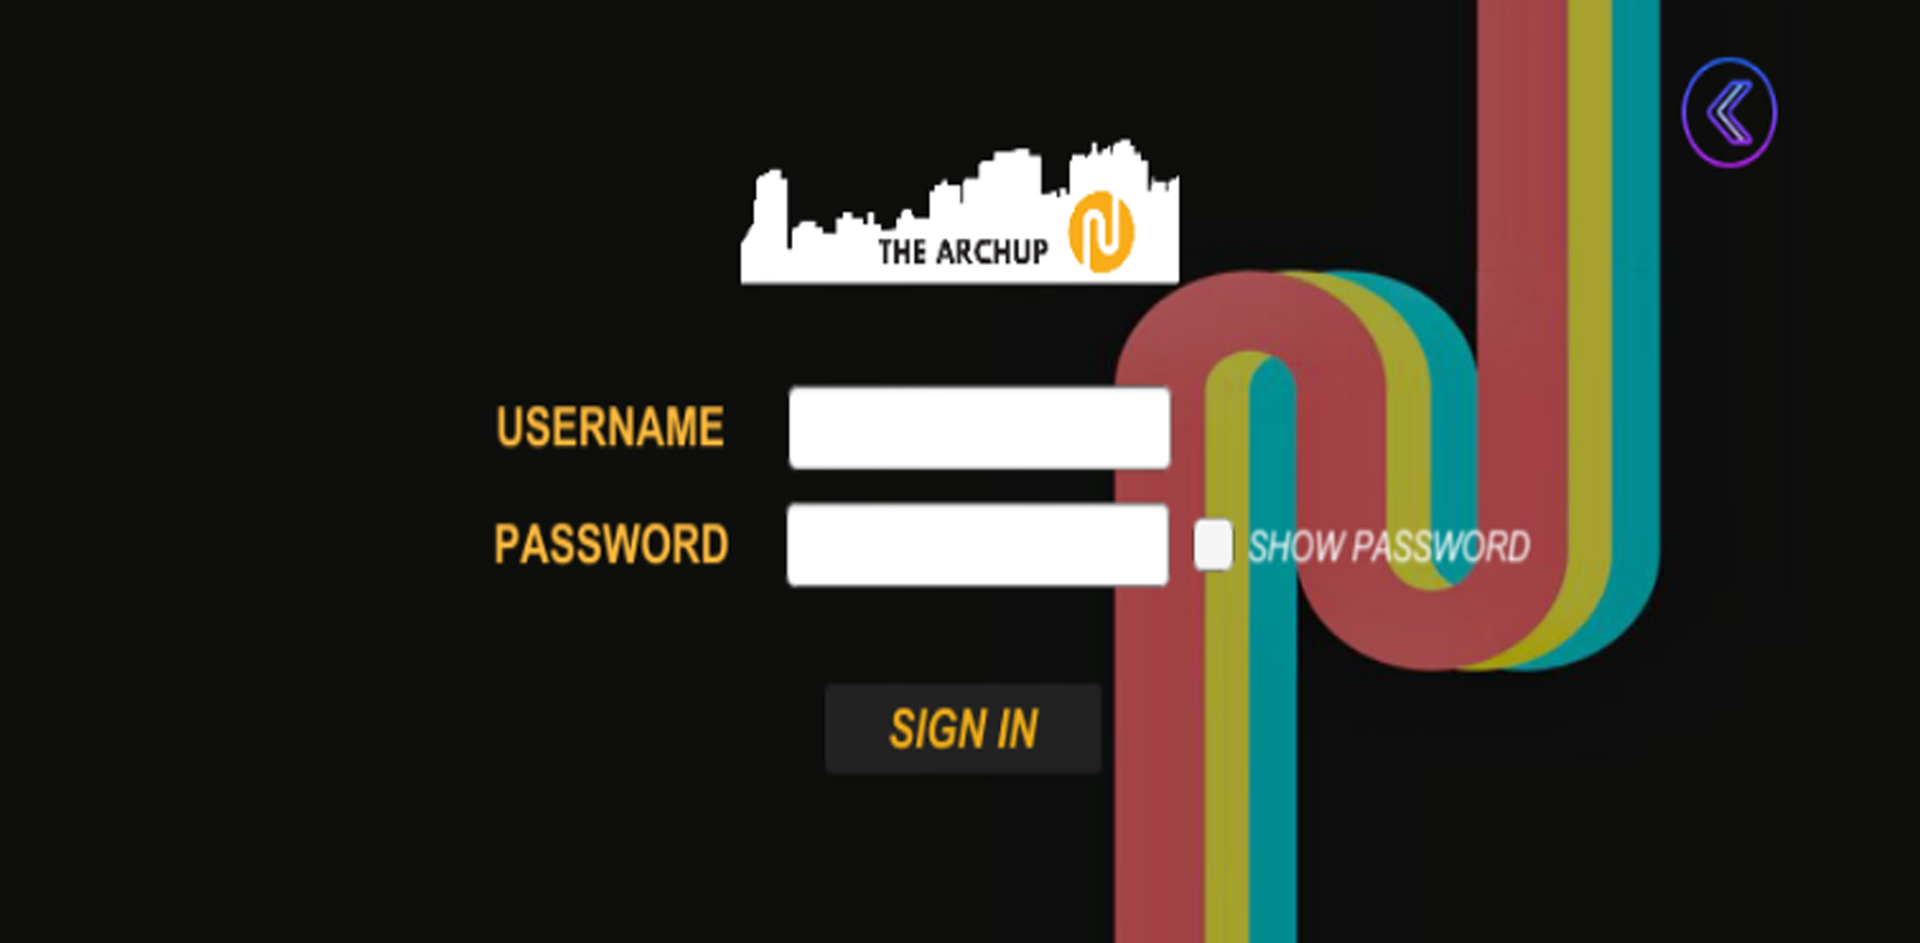 THE ARCHUP
USERNAME
PASSWORD
SHOW PASSWORD
SIGN IN